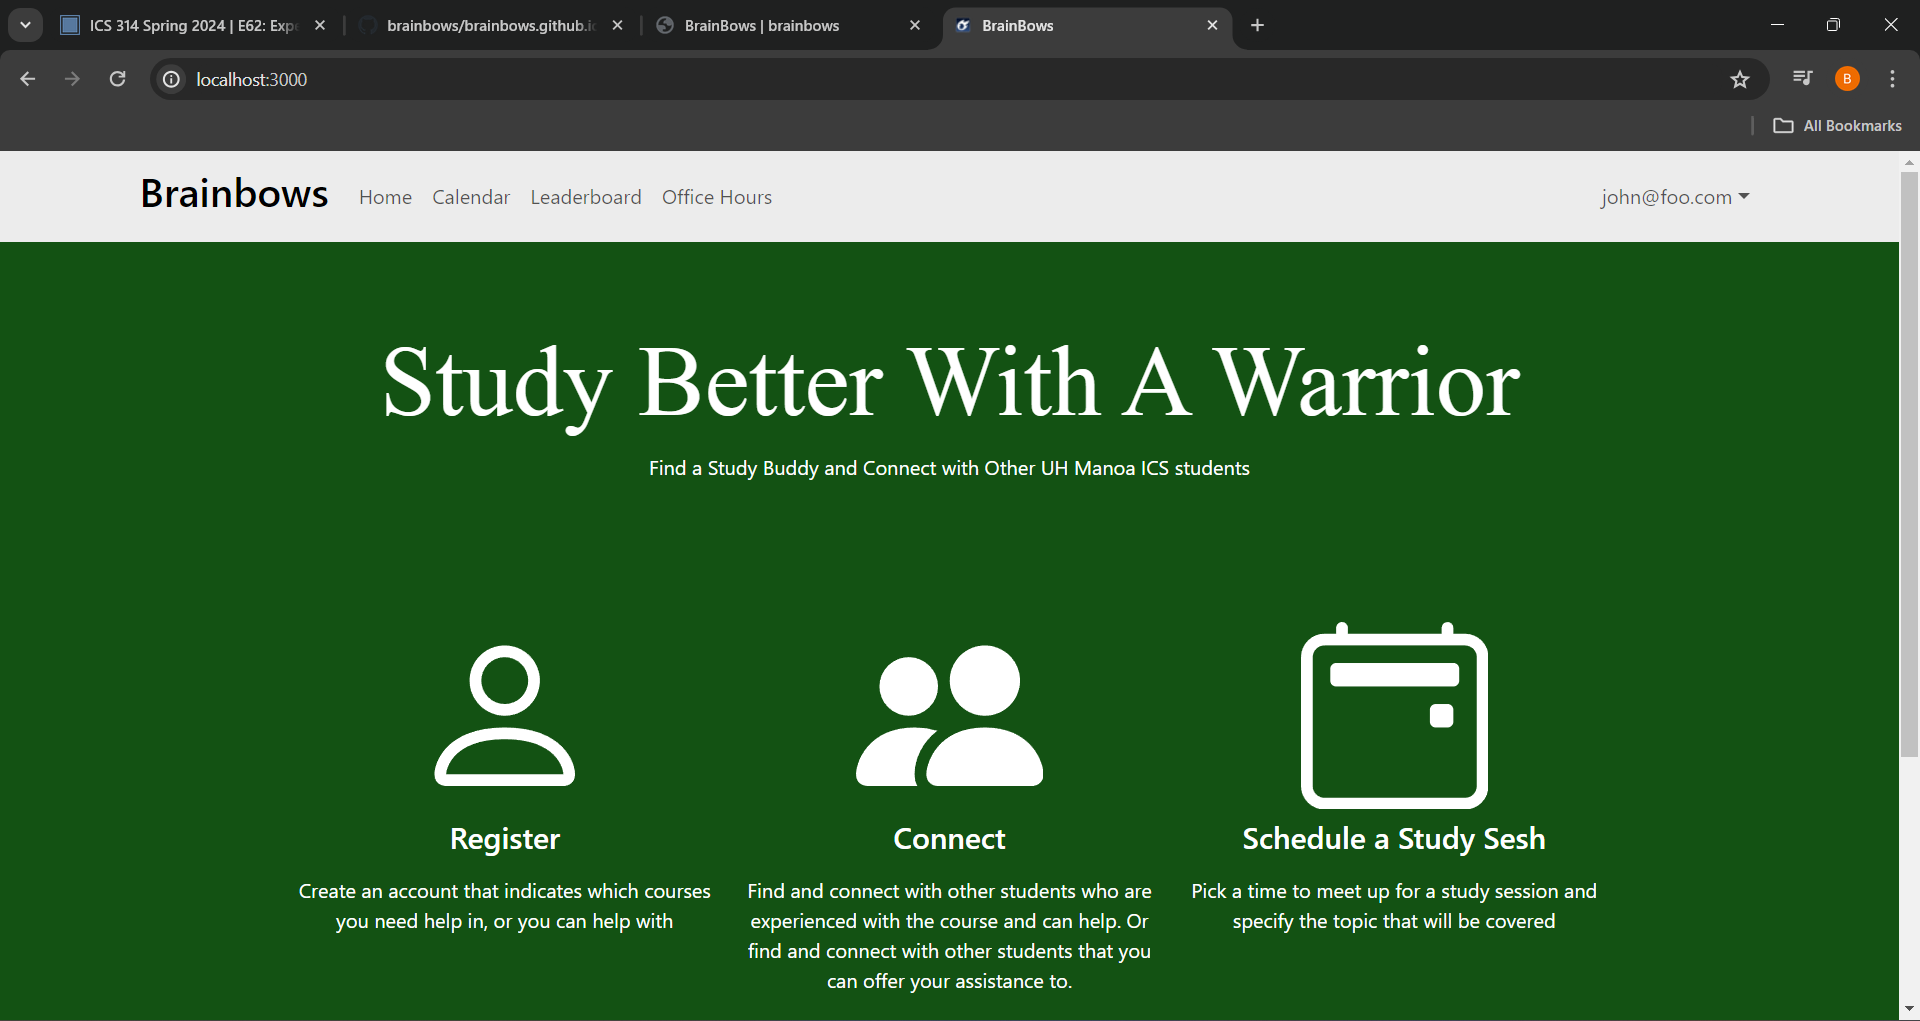 ICS 314 Spring 2024 | E62: Expe
brainbows/brainbows.github.io
BrainBows | brainbows
BrainBows
localhost:3000
B
All Bookmarks
Brainbows
Home
Calendar
Leaderboard
Office Hours
john@foo.com
Study Better With A Warrior
Find a Study Buddy and Connect with Other UH Manoa ICS students
Register
Create an account that indicates which courses
you need help in, or you can help with
Connect
Find and connect with other students who are
experienced with the course and can help. Or
find and connect with other students that you
can offer your assistance to.
Schedule a Study Sesh
Pick a time to meet up for a study session and
specify the topic that will be covered